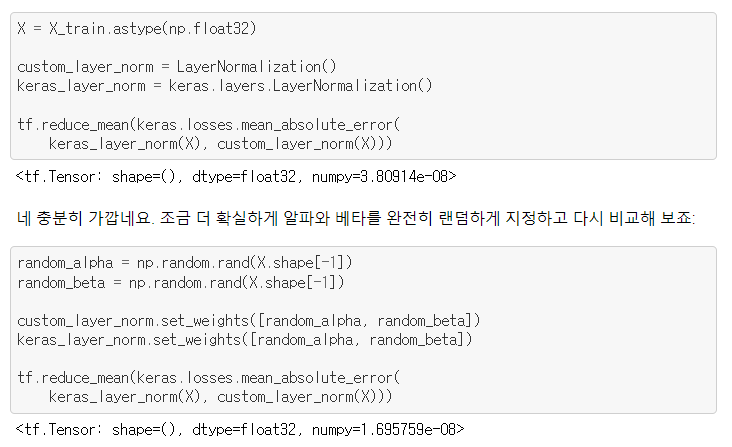 X = X_train.astype(np.float32)
custom_layer_norm = LayerNormalization()
keras_layer_norm = keras.layers.LayerNormalization()
tf.reduce_mean(keras.losses.mean_absolute_error(
    keras_layer_norm(X), custom_layer_norm(X)))
<tf.Tensor: shape=(), dtype=float32, numpy=3.80914e-08>
네 충분히 가깝네요. 조금 더 확실하게 알파와 베타를 완전히 랜덤하게 지정하고 다시 비교해 보죠:
random_alpha = np.random.rand(X.shape[-1])
random_beta = np.random.rand(X.shape[-1])
custom_layer_norm.set_weights([random_alpha, random_beta])
keras_layer_norm.set_weights([random_alpha, random_beta])
tf.reduce_mean(keras.losses.mean_absolute_error(
    keras_layer_norm(X), custom_layer_norm(X)))
<tf.Tensor: shape=(), dtype=float32, numpy=1.695759e-08>